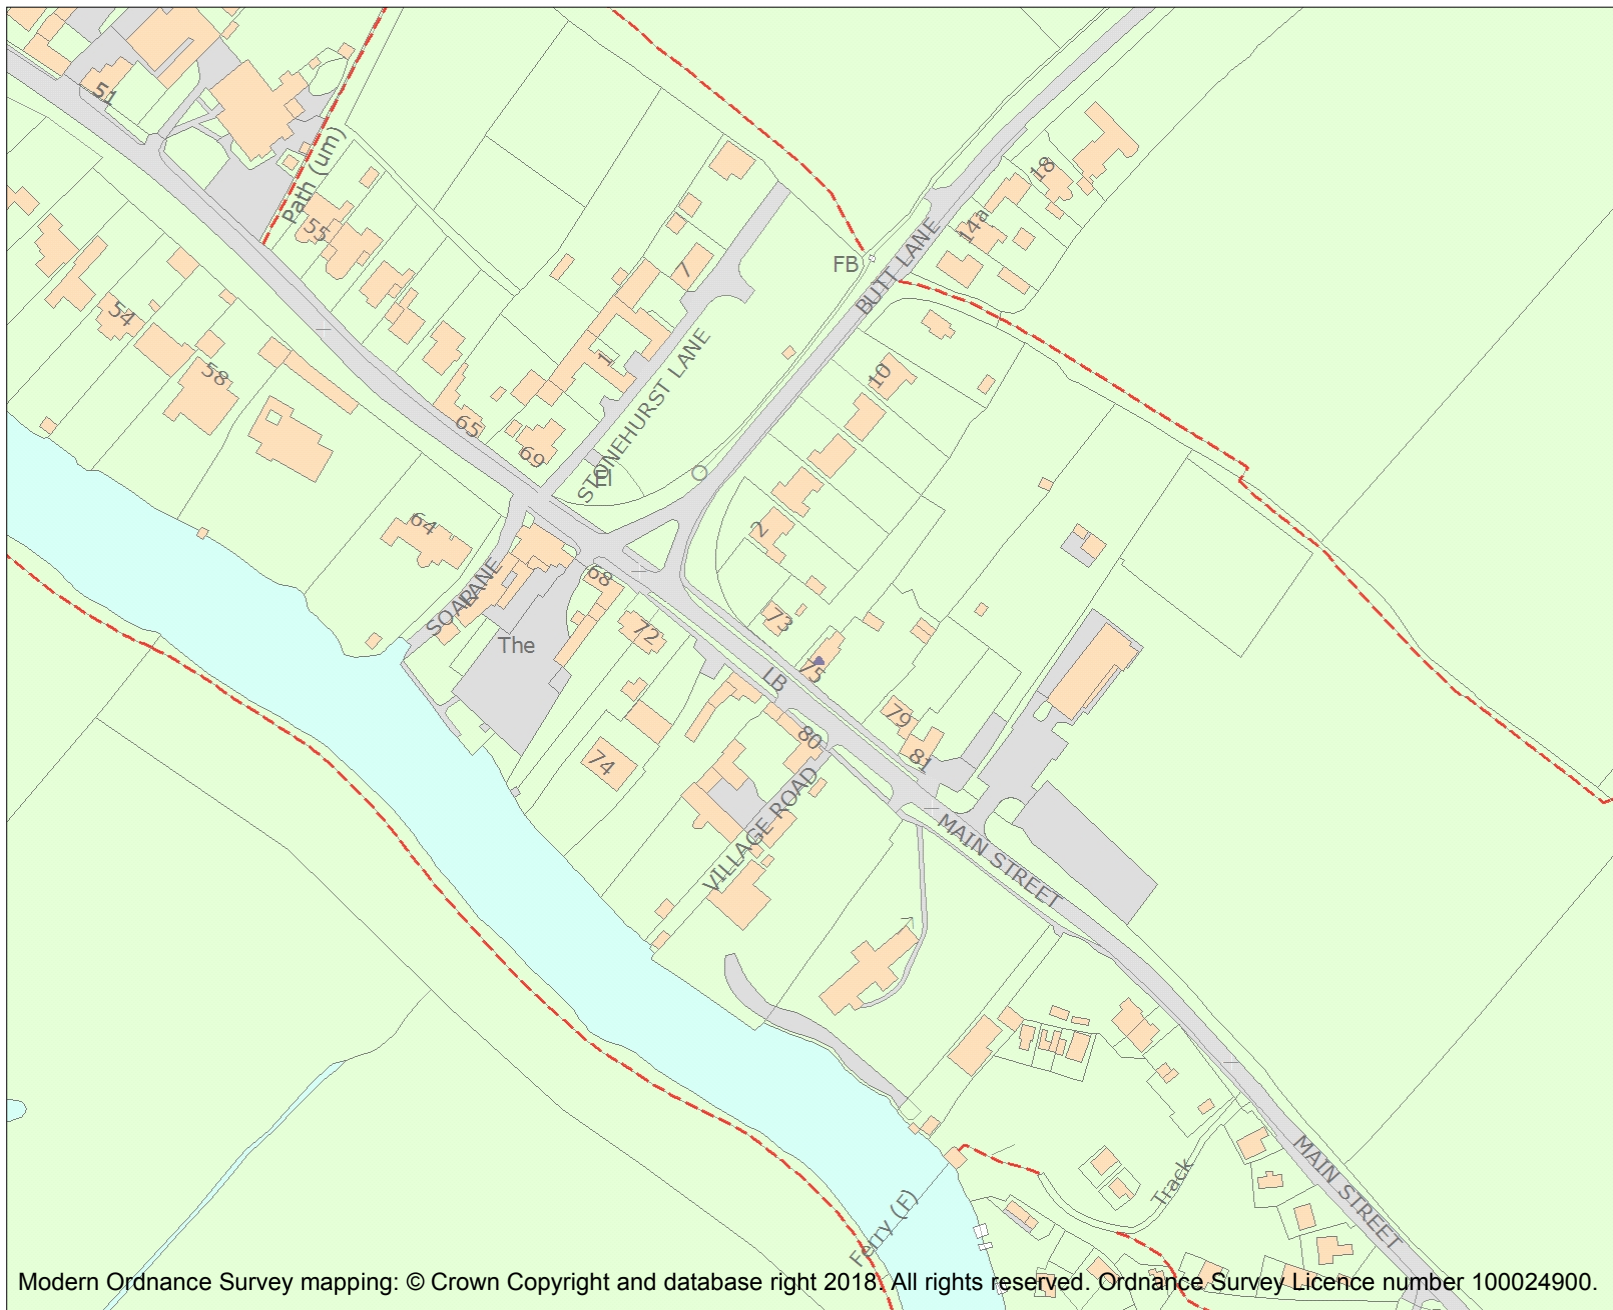 51
Path (um)
55
18
14a
FB
BUTT LANE
7
54
58
1
STONEHURST LANE
10
65
69
El
64
2
SOAR LANE
68
The
72
73
75
LB
79
80
81
74
VILLAGE ROAD
MAIN STREET
MAIN STREET
Track
Ferry (F)
Modern Ordnance Survey mapping: © Crown Copyright and database right 2018. All rights reserved. Ordnance Survey Licence number 100024900.